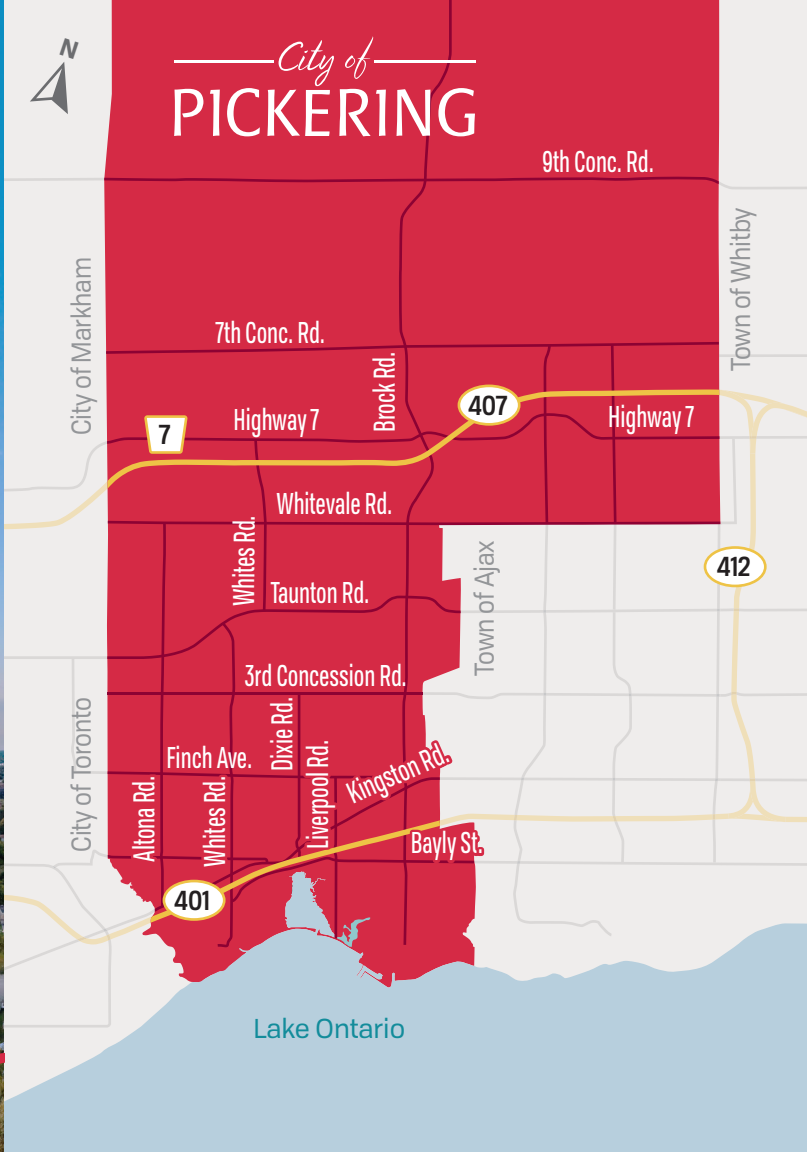 N
City of
PICKERING
9th Conc. Rd.
City of Markham
Town of Whitby
7th Conc. Rd.
Brock Rd.
407
7
Highway 7
Highway 7
Whitevale Rd.
Whites Rd.
412
Town of Ajax
Taunton Rd.
3rd Concession Rd.
City of Toronto
Dixie Rd.
Liverpool Rd.
Finch Ave.
Kingston Rd.
Altona Rd.
Whites Rd.
Bayly St.
401
Lake Ontario